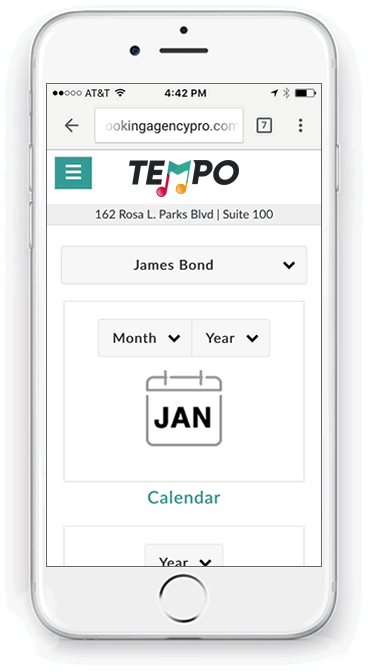 AT&T 4:42 PM
ookingagencypro.com 7
TEMPO
162 Rosa L. Parks Blvd | Suite 100
James Bond
Month Year
JAN
Calendar
Year